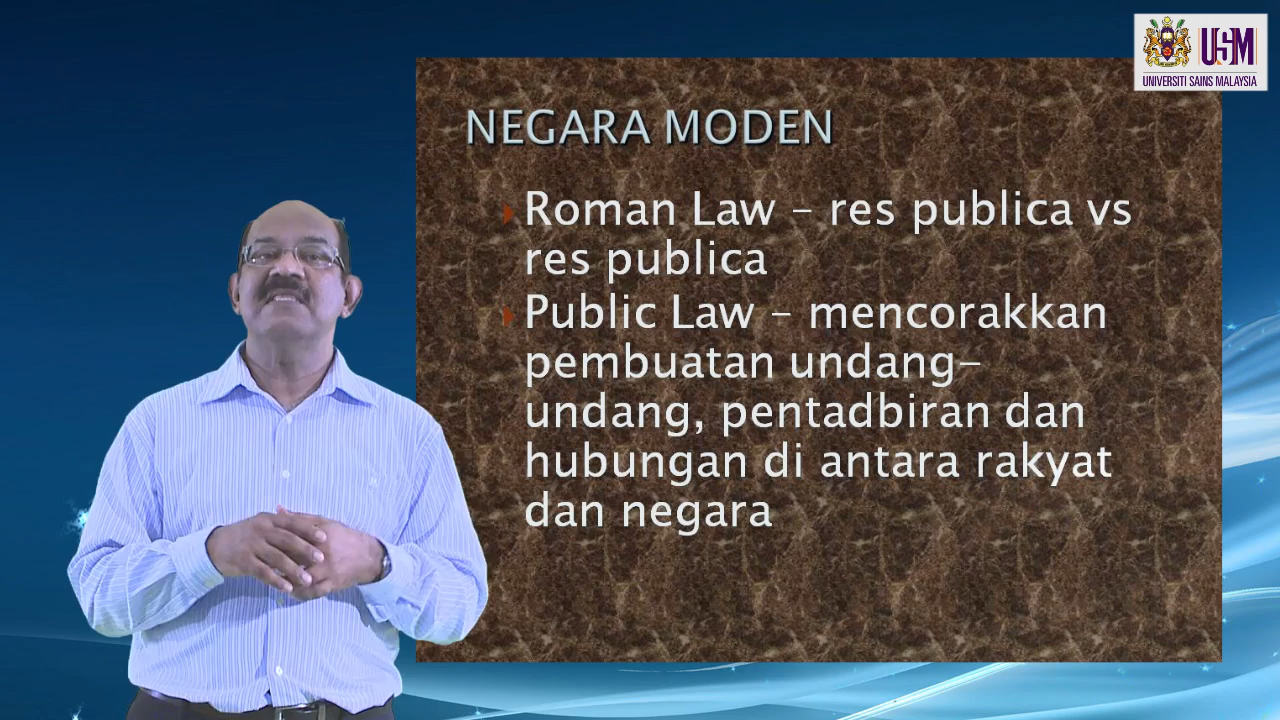 USM
UNIVERSITI SAINS MALAYSIA
NEGARA MODEN
Roman Law – res publica vs
res publica
Public Law – mencorakkan
pembuatan undang-
undang, pentadbiran dan
hubungan di antara rakyat
dan negara